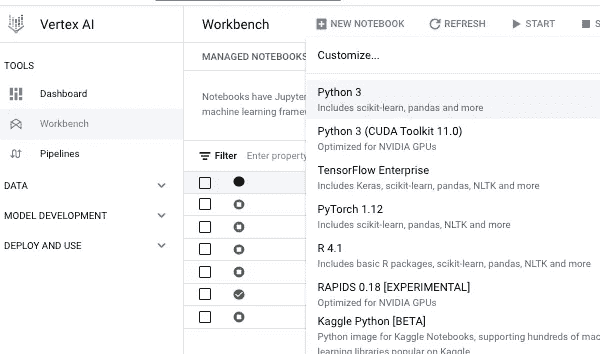 Vertex AI
Workbench
NEW NOTEBOOK
REFRESH
START
S
TOOLS
Dashboard
Workbench
Pipelines
DATA
MODEL DEVELOPMENT
DEPLOY AND USE
MANAGED NOTEBOOKS
Notebooks have Jupyter
machine learning frame
Filter Enter property
Customize...
Python 3
Includes scikit-learn, pandas and more
Python 3 (CUDA Toolkit 11.0)
Optimized for NVIDIA GPUs
TensorFlow Enterprise
Includes Keras, scikit-learn, pandas, NLTK and more
PyTorch 1.12
Includes scikit-learn, pandas, NLTK and more
R 4.1
Includes basic R packages, scikit-learn, pandas, NLTK and more
RAPIDS 0.18 [EXPERIMENTAL]
Optimized for NVIDIA GPUs
Kaggle Python [BETA]
Python image for Kaggle Notebooks, supporting hundreds of mac
learning libraries popular on Kaggle